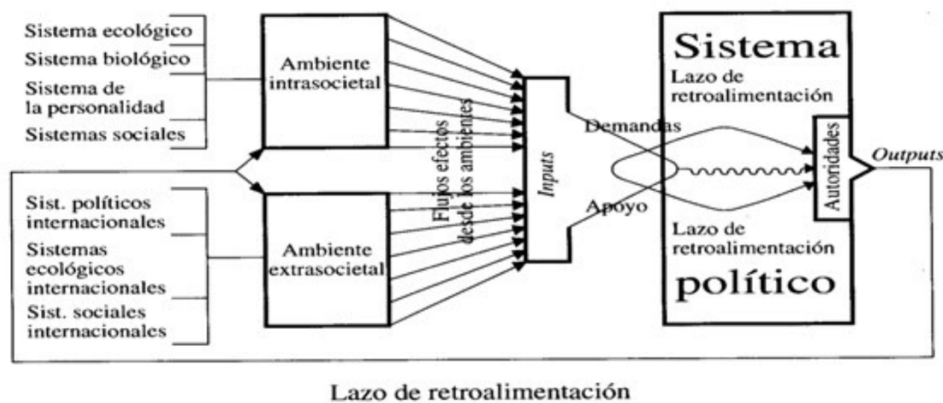 Sistema ecológico
Sistema biológico
Sistema de
la personalidad
Sistemas sociales
Ambiente
intrasocietal
Sist. políticos
internacionales
Sistemas
ecológicos
internacionales
Sist. sociales
internacionales
Ambiente
extrasocietal
Flujos efectos
desde los ambientes
Inputs
Demandas
Apoyo
Sistema
Lazo de
retroalimentación
Autoridades
Lazo de
retroalimentación
político
Outputs
Lazo de retroalimentación